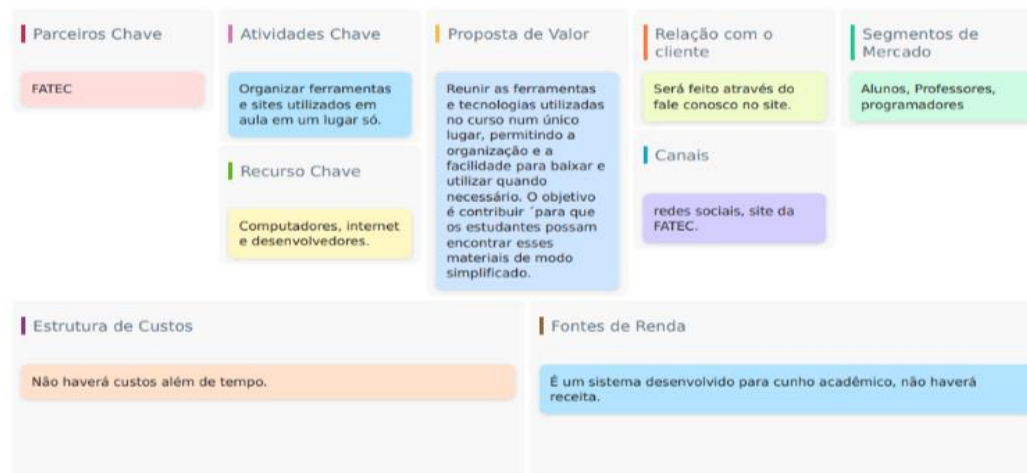 Parceiros Chave
FATEC
Atividades Chave
Organizar ferramentas
e sites utilizados em
aula em um lugar só.
Recurso Chave
Computadores, internet
e desenvolvedores.
Proposta de Valor
Reunir as ferramentas
e tecnologias utilizadas
no curso num único
lugar, permitindo a
organização e a
facilidade para baixar e
utilizar quando
necessário. O objetivo
é contribuir ´para que
os estudantes possam
encontrar esses
materiais de modo
simplificado.
Relação com o
cliente
Será feito através do
fale conosco no site.
Canais
redes sociais, site da
FATEC.
Segmentos de
Mercado
Alunos, Professores,
programadores
Estrutura de Custos
Não haverá custos além de tempo.
Fontes de Renda
É um sistema desenvolvido para cunho acadêmico, não haverá
receita.